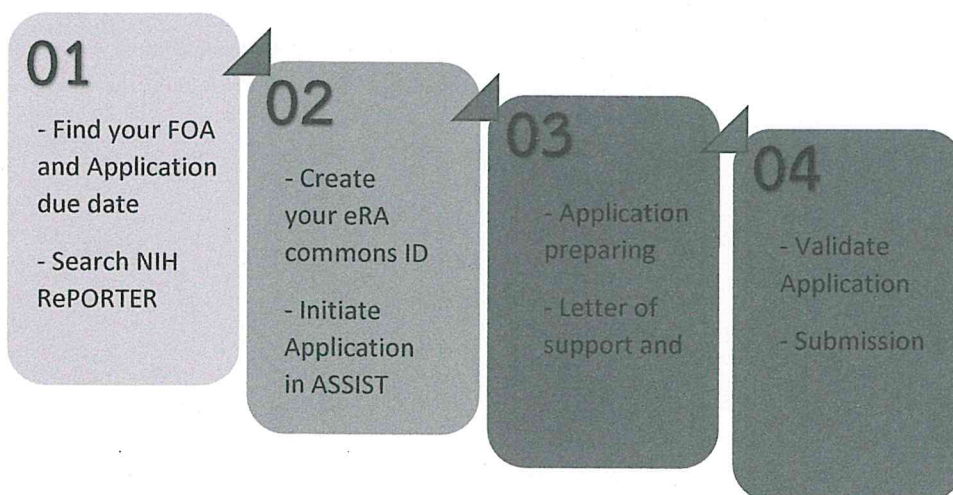 01
- Find your FOA
and Application
due date
- Search NIH
RePORTER
02
- Create
your eRA
commons ID
- Initiate
Application
in ASSIST
03
- Application
preparing
- Letter of
support and
04
- Validate
Application
- Submission